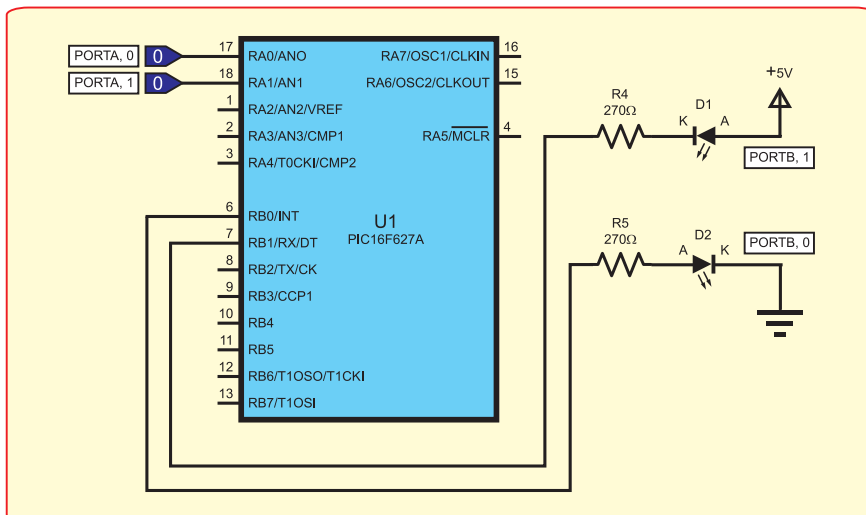 PORTA, 0
0
17
RA0/ANO
PORTA, 1
0
18
RA1/AN1
1
RA2/AN2/VREF
2
RA3/AN3/CMP1
3
RA4/T0CKI/CMP2
6
RB0/INT
7
RB1/RX/DT
8
RB2/TX/CK
9
RB3/CCP1
10
RB4
11
RB5
12
RB6/T1OSO/T1CKI
13
RB7/T1OSI
RA7/OSC1/CLKIN
16
RA6/OSC2/CLKOUT
15
RA5/MCLR
4
U1
PIC16F627A
R4
270Ω
D1
K
A
+5V
PORTB, 1
R5
270Ω
D2
A
K
PORTB, 0